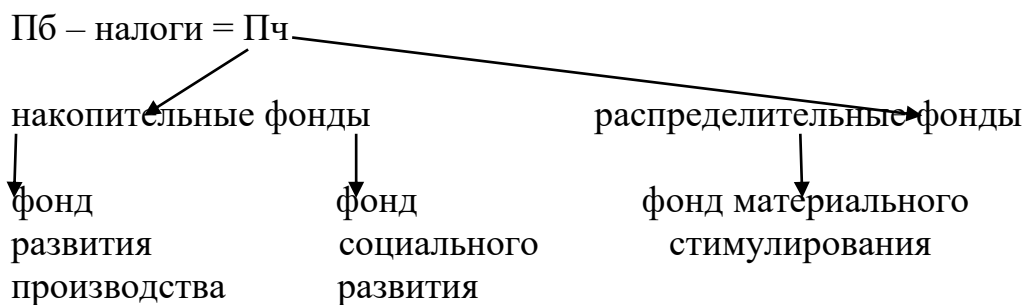 Пб – налоги = Пч
накопительные фонды распределительные фонды
фонд фонд фонд материального
развития социального стимулирования
производства развития